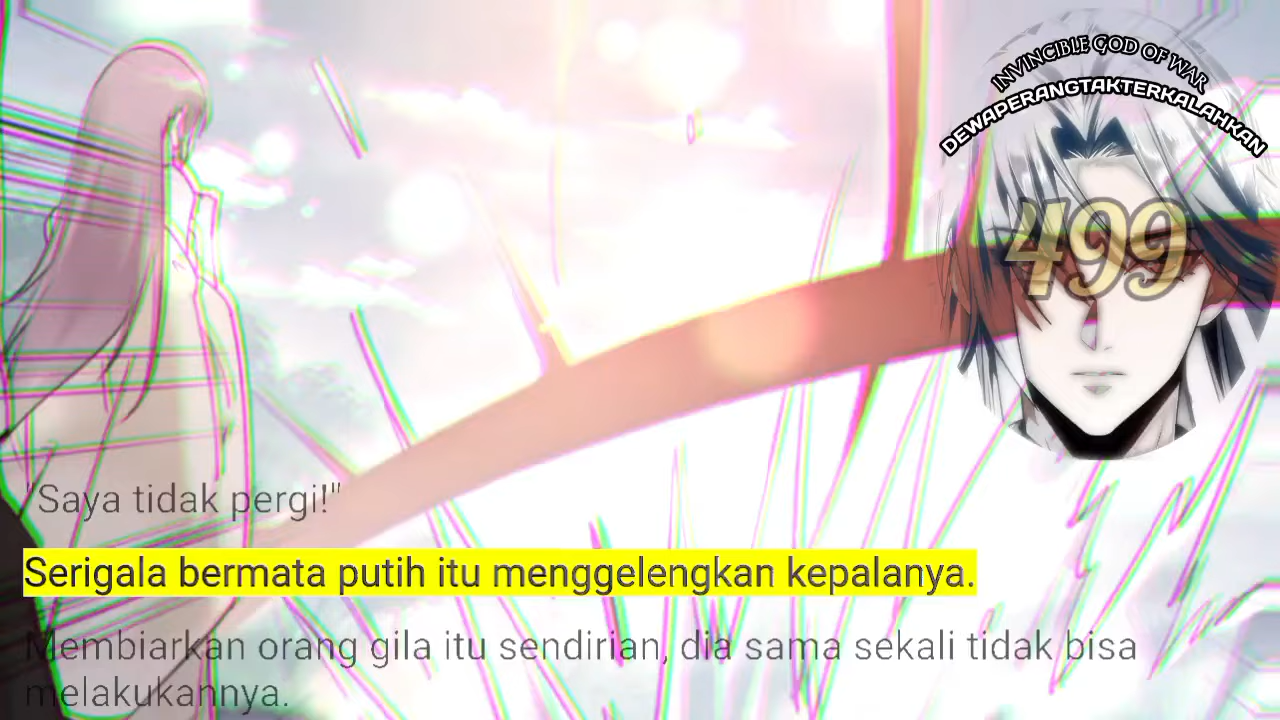 INVINCIBLE GOD OF WAR
DEWAPERANGTAKTERKALAHKAN
499
"Saya tidak pergi!"
Serigala bermata putih itu menggelengkan kepalanya.
Membiarkan orang gila itu sendirian, dia sama sekali tidak bisa
melakukannya.